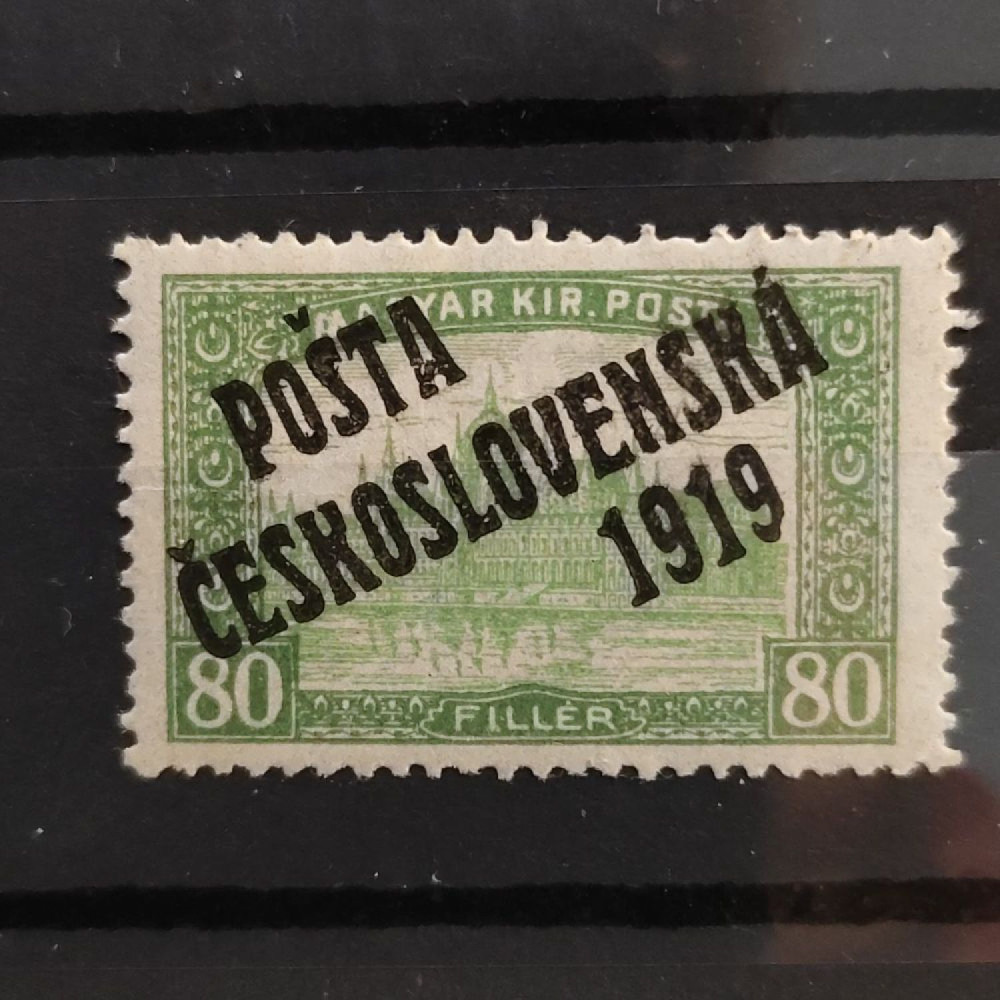 MAGYAR KIR. POSTA
POŠTA
ČESKOSLOVENSKÁ
1919
80
FILLÉR
80